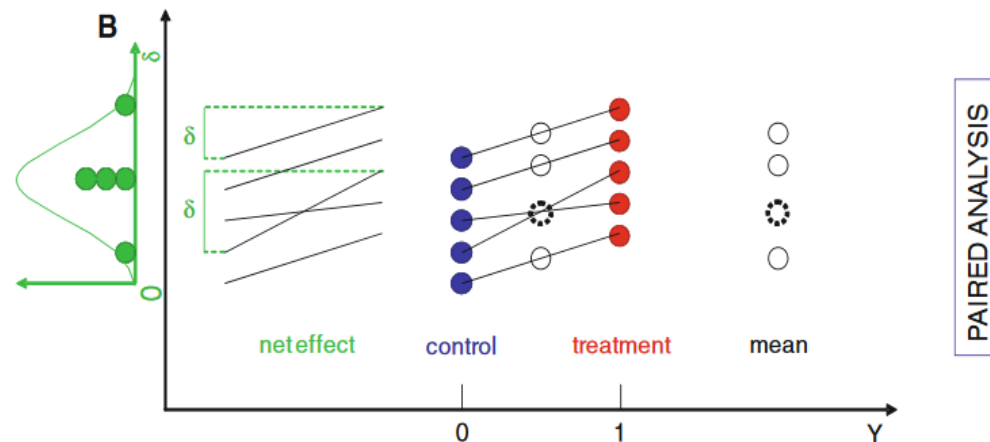 B
δ
0
δ
δ
net effect
control
treatment
mean
0
1
Y
PAIRED ANALYSIS